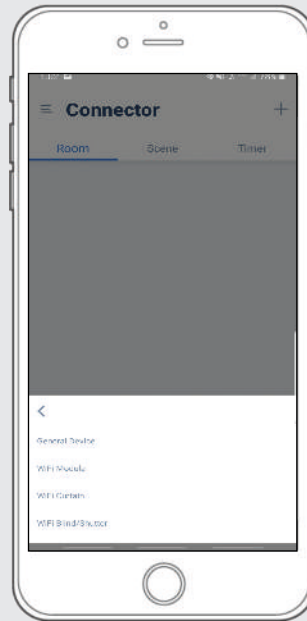 Connector
Room Scene Timer
General Device
WiFi Module
WiFi Curtain
WiFi Blind/Shutter